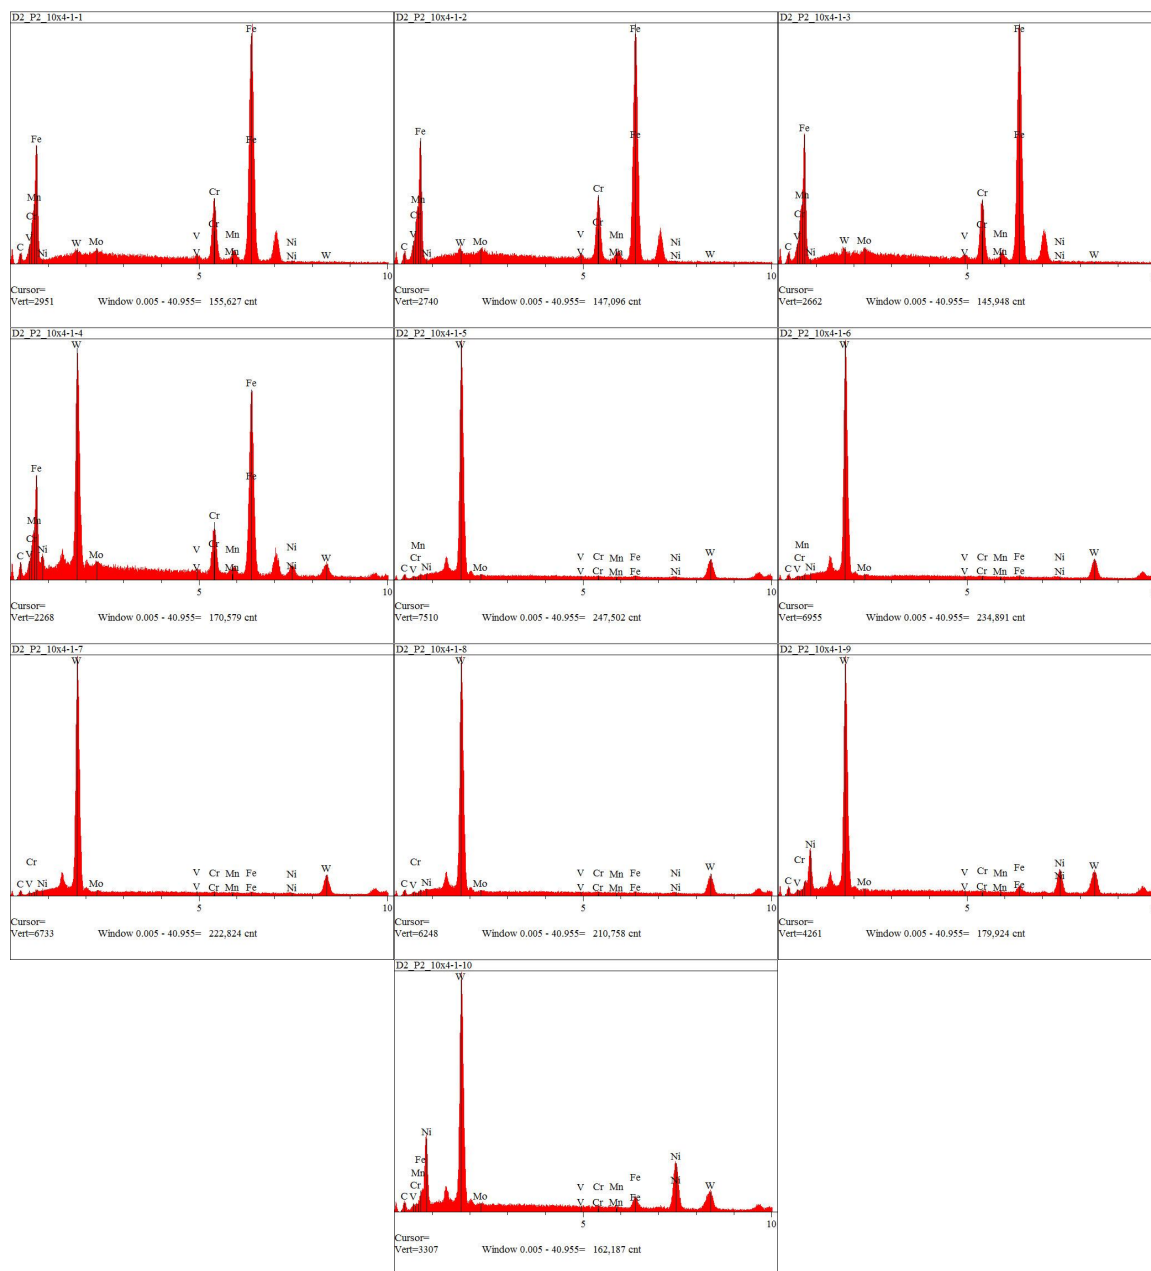 D2_P2_10x4-1-1
Fe
Fe
Fe
Mn
Cr
C
Cr
V
C
Ni
W
Mo
V
V
Mn
Mn
Ni
Ni
W
5
10
Cursor=
Vert=2951 Window 0.005 - 40.955= 155,627 cnt
D2_P2_10x4-1-2
Fe
Fe
Fe
Mn
Cr
C
Cr
V
C
Ni
W
Mo
V
V
Mn
Mn
Ni
Ni
W
5
Cursor=
Vert=2740 Window 0.005 - 40.955= 147,096 cnt
D2_P2_10x4-1-3
Fe
Fe
Fe
Mn
Cr
C
Cr
V
C
Ni
W
Mo
V
V
Mn
Mn
Ni
Ni
W
5
Cursor=
Vert=2662 Window 0.005 - 40.955= 145,948 cnt
D2_P2_10x4-1-4
W
Fe
Fe
Fe
Mn
Cr
C
Cr
V
C
Ni
Mo
V
V
Mn
Mn
Ni
Ni
W
5
10
Cursor=
Vert=2268 Window 0.005 - 40.955= 170,579 cnt
D2_P2_10x4-1-5
W
Mn
Cr
C
V
Ni
Mo
V
V
Cr
Cr
Mn
Mn
Fe
Fe
Ni
Ni
W
5
10
Cursor=
Vert=7510 Window 0.005 - 40.955= 247,502 cnt
D2_P2_10x4-1-6
W
Mn
Cr
C
V
Ni
Mo
V
V
Cr
Cr
Mn
Mn
Fe
Fe
Ni
Ni
W
5
Cursor=
Vert=6955 Window 0.005 - 40.955= 234,891 cnt
D2_P2_10x4-1-7
W
Cr
C
V
Ni
Mo
V
V
Cr
Cr
Mn
Mn
Fe
Fe
Ni
Ni
W
5
10
Cursor=
Vert=6733 Window 0.005 - 40.955= 222,824 cnt
D2_P2_10x4-1-8
W
Cr
C
V
Ni
Mo
V
V
Cr
Cr
Mn
Mn
Fe
Fe
Ni
Ni
W
5
10
Cursor=
Vert=6248 Window 0.005 - 40.955= 210,758 cnt
D2_P2_10x4-1-9
W
Ni
Cr
C
V
Mo
V
V
Cr
Cr
Mn
Mn
Fe
Fe
Ni
Ni
W
5
Cursor=
Vert=4261 Window 0.005 - 40.955= 179,924 cnt
D2_P2_10x4-1-10
W
Ni
Fe
Mn
Cr
C
V
Mo
V
V
Cr
Cr
Mn
Mn
Fe
Fe
Ni
Ni
W
5
10
Cursor=
Vert=3307 Window 0.005 - 40.955= 162,187 cnt